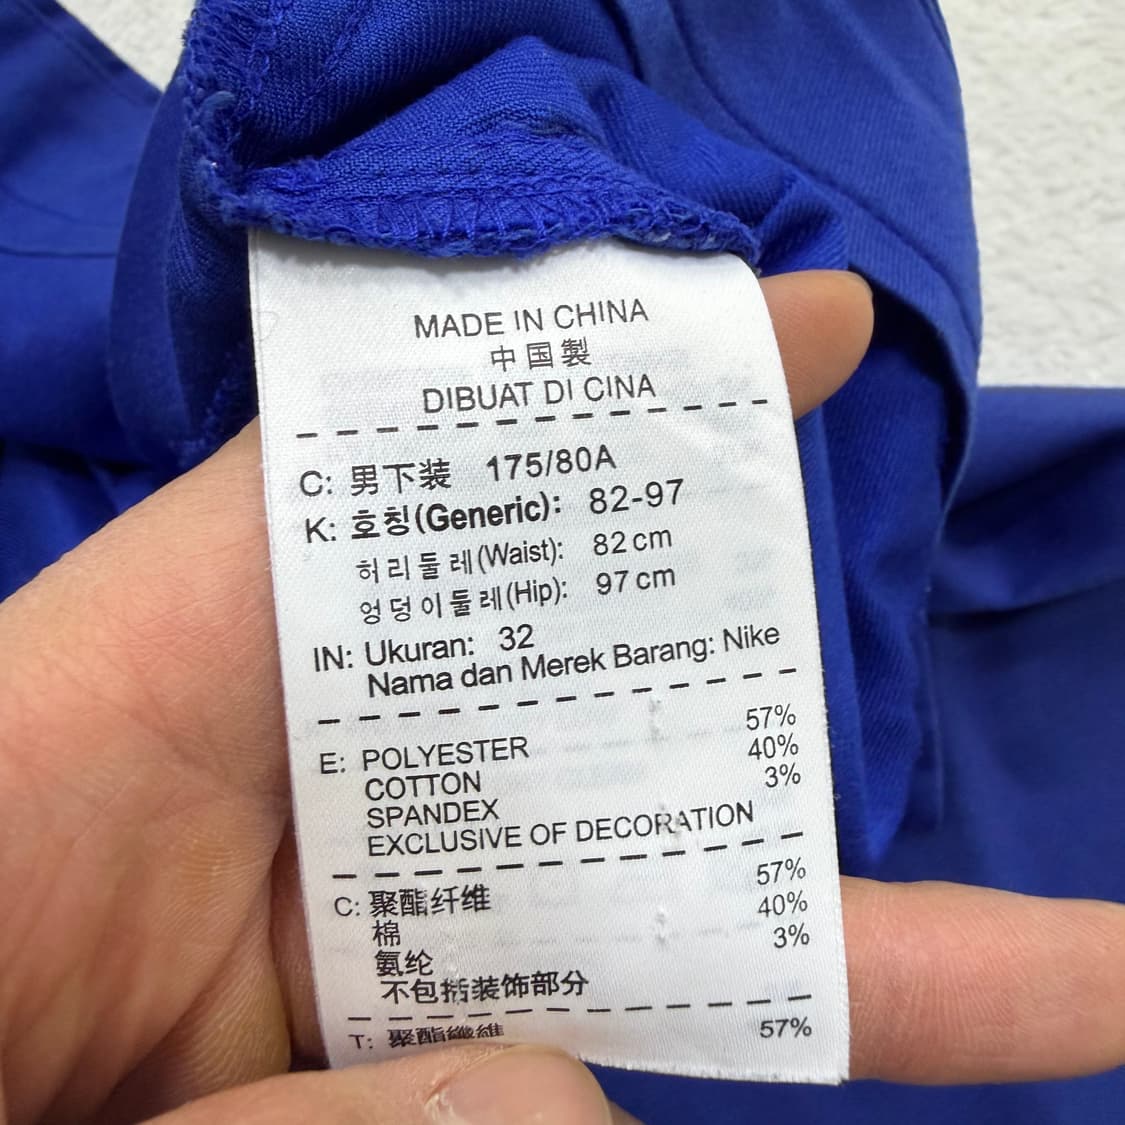 MADE IN CHINA
中国製
DIBUAT DI CINA
C: 男下装 175/80A
K: 호칭(Generic): 82-97
허리둘레(Waist): 82 cm
엉덩이둘레(Hip): 97 cm
IN: Ukuran: 32
Nama dan Merek Barang: Nike
E: POLYESTER 57%
COTTON 40%
SPANDEX 3%
EXCLUSIVE OF DECORATION
C: 聚酯纤维 57%
棉 40%
氨纶 3%
不包括装饰部分
T: 聚酯纖維 57%